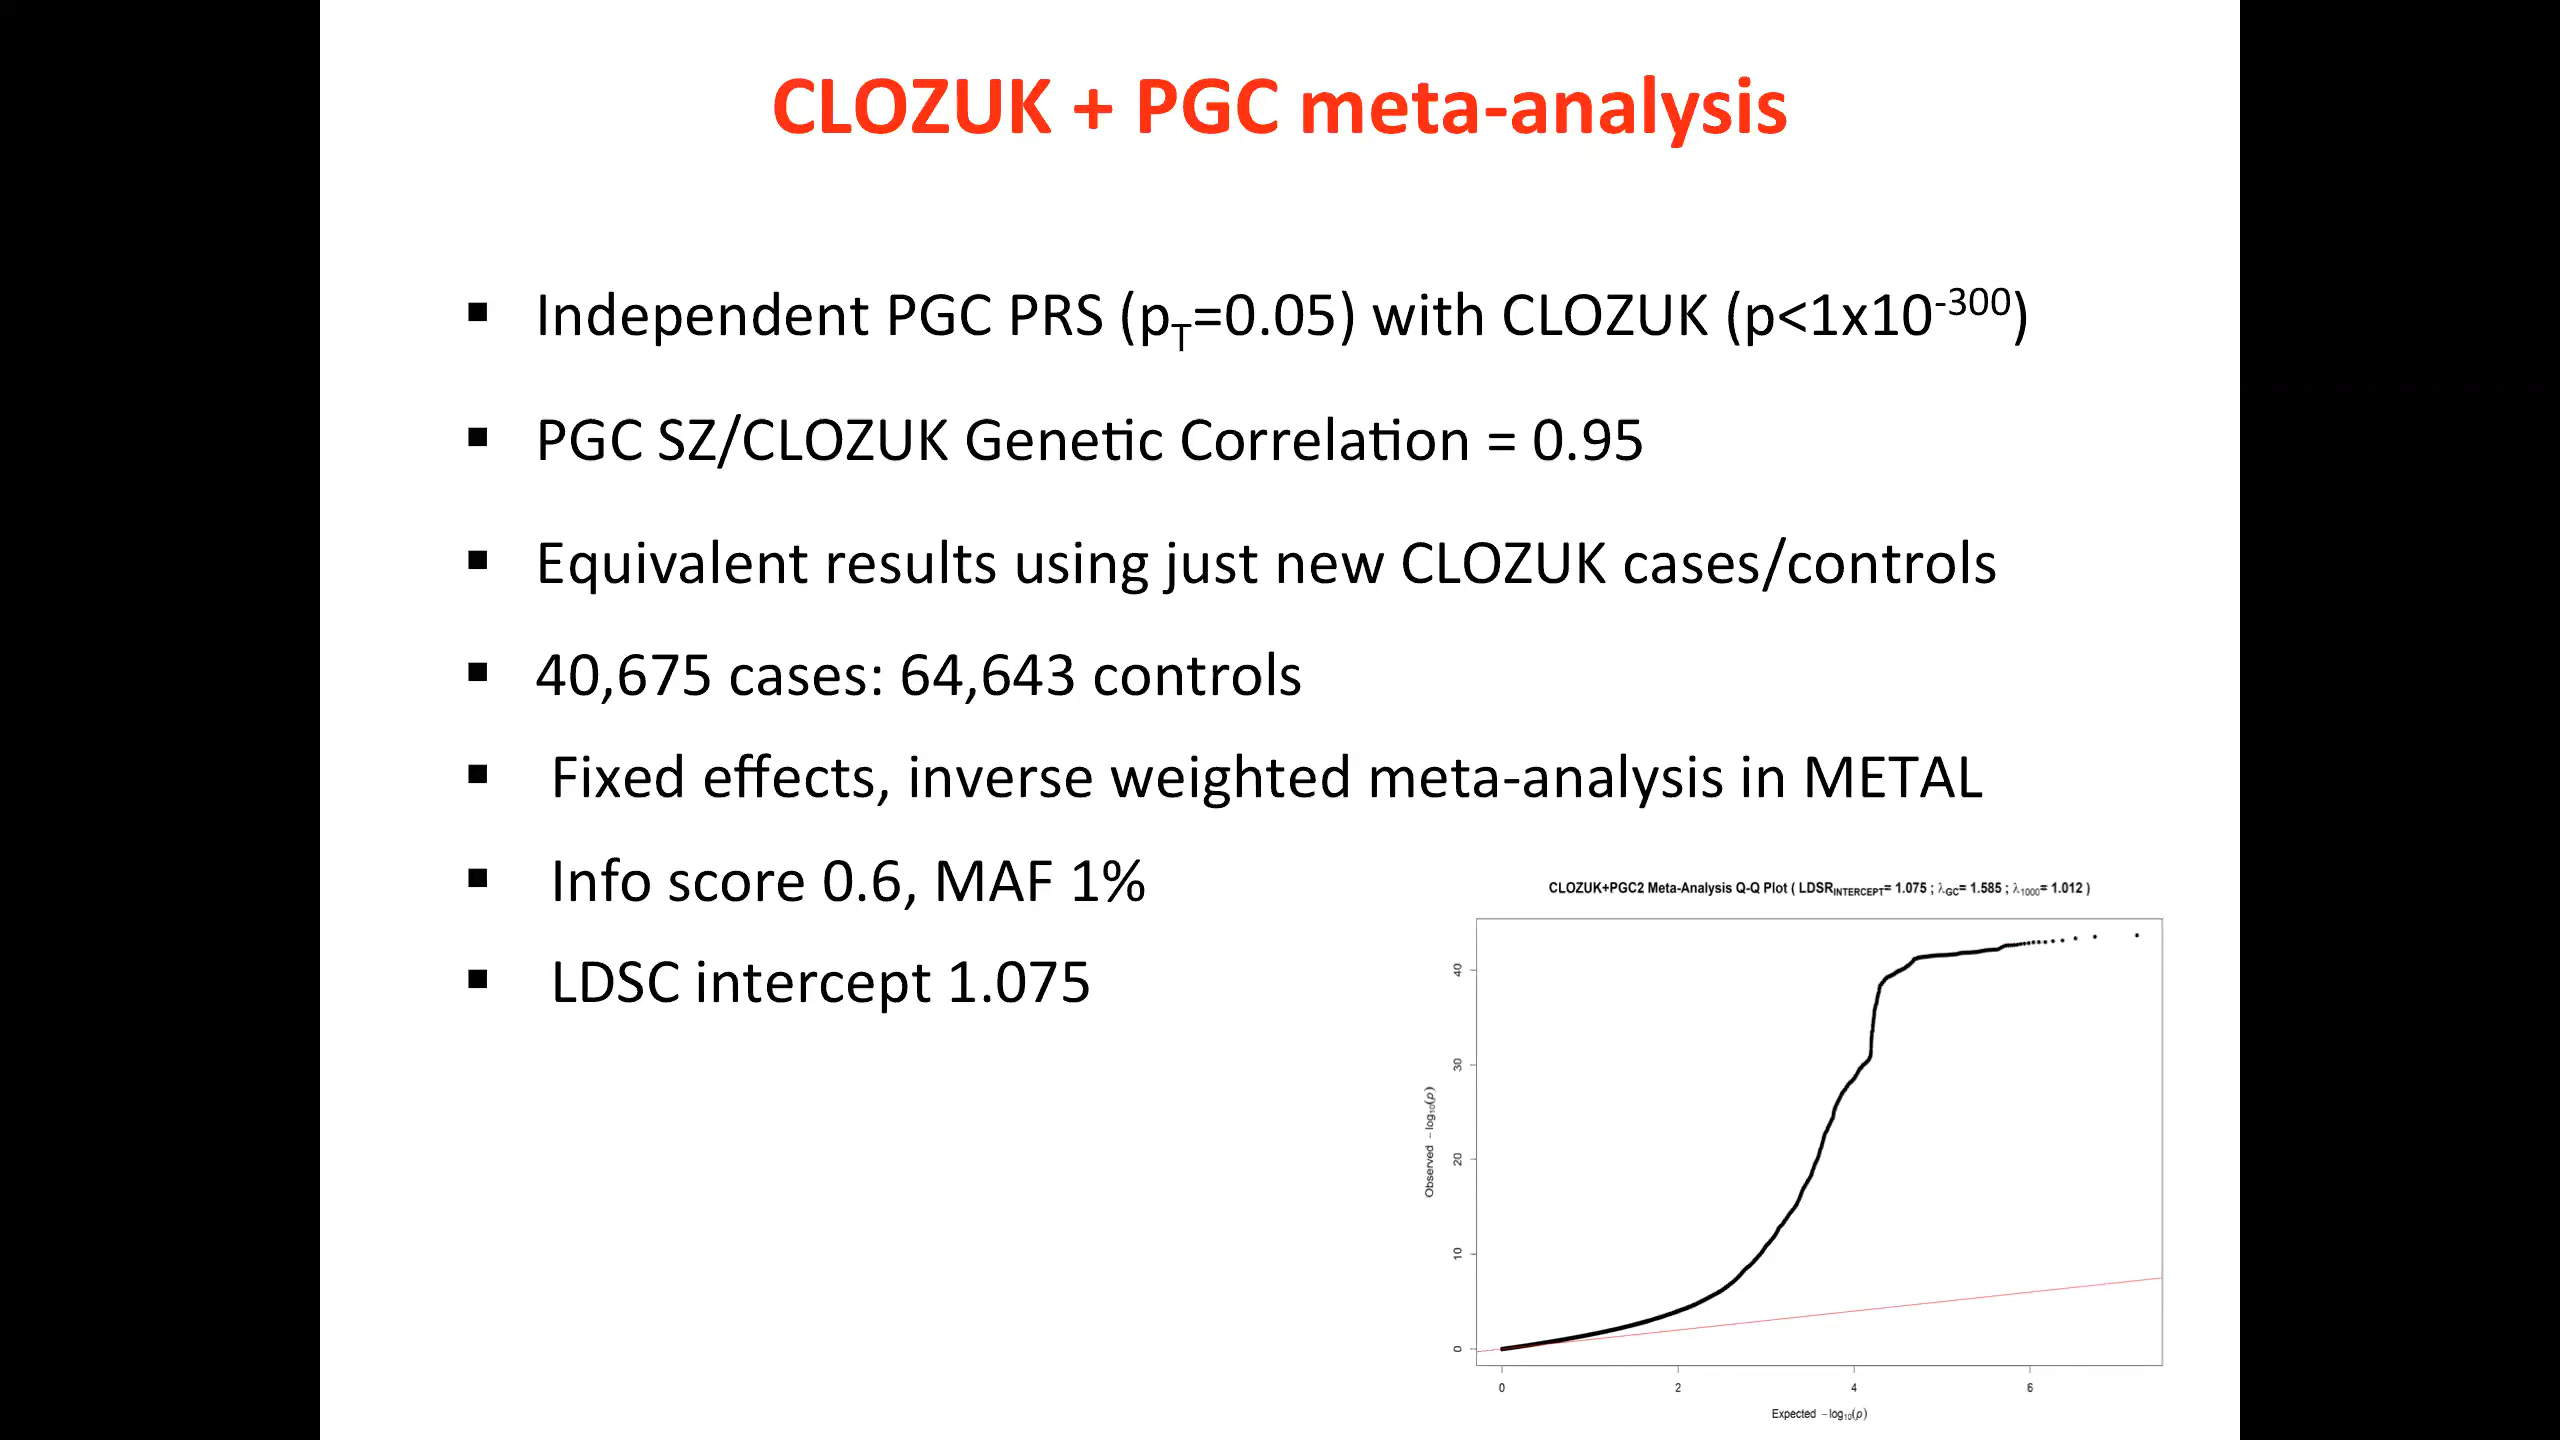 CLOZUK + PGC meta-analysis
▪ Independent PGC PRS (pT=0.05) with CLOZUK (p<1x10-300)
▪ PGC SZ/CLOZUK Genetic Correlation = 0.95
▪ Equivalent results using just new CLOZUK cases/controls
▪ 40,675 cases: 64,643 controls
▪ Fixed effects, inverse weighted meta-analysis in METAL
▪ Info score 0.6, MAF 1%
▪ LDSC intercept 1.075
CLOZUK+PGC2 Meta-Analysis Q-Q Plot ( LDSRINTERCEPT= 1.075 ; λGC= 1.585 ; λ1000= 1.012 )
Observed −log10(p)
40
30
20
10
0
0 2 4 6
Expected −log10(p)